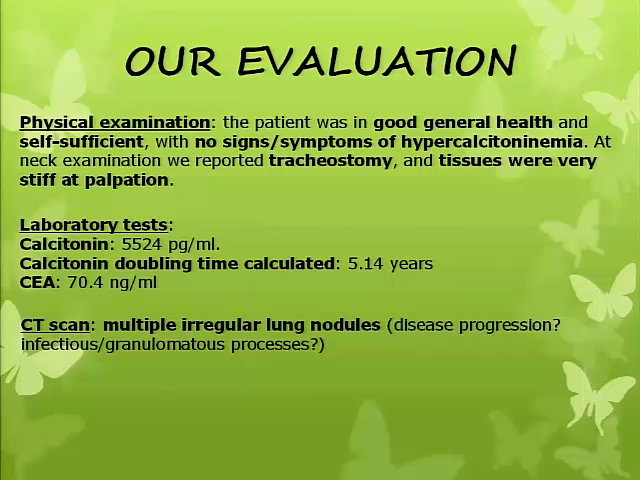 OUR EVALUATION
Physical examination: the patient was in good general health and
self-sufficient, with no signs/symptoms of hypercalcitoninemia. At
neck examination we reported tracheostomy, and tissues were very
stiff at palpation.
Laboratory tests:
Calcitonin: 5524 pg/ml.
Calcitonin doubling time calculated: 5.14 years
CEA: 70.4 ng/ml
CT scan: multiple irregular lung nodules (disease progression?
infectious/granulomatous processes?)